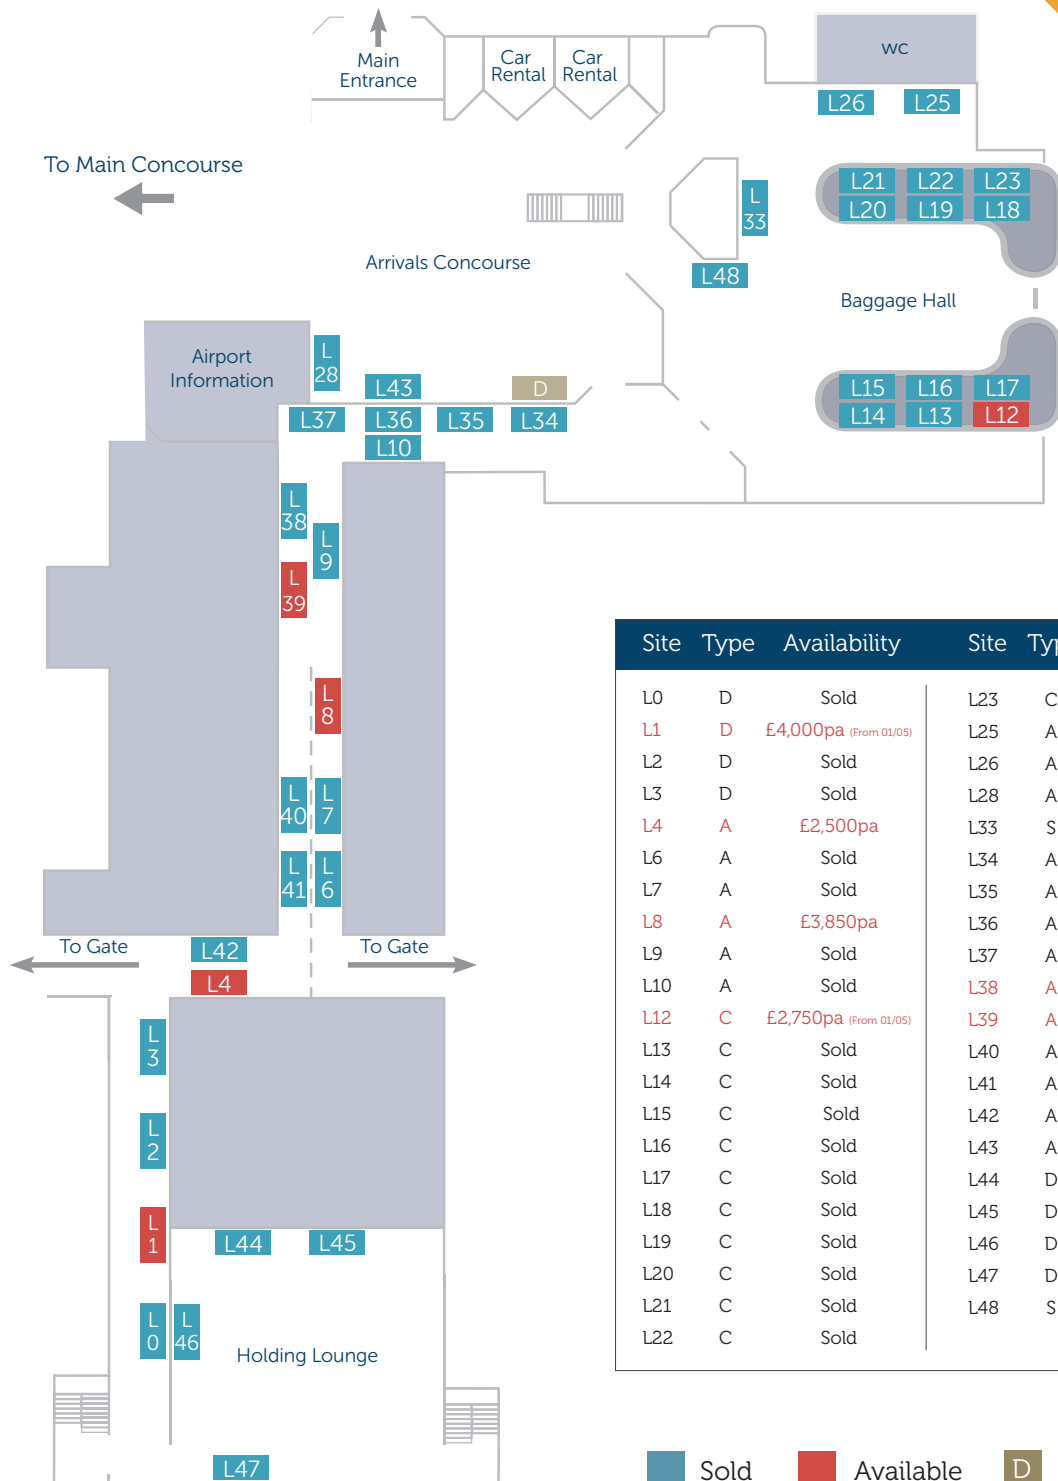 Main
Entrance
Car
Rental
Car
Rental
WC
L26
L25
To Main Concourse
L21
L22
L23
L20
L19
L18
L
33
Arrivals Concourse
L48
Baggage Hall
Airport
Information
L
28
L43
D
L37
L36
L35
L34
L10
L15
L16
L17
L14
L13
L12
L
38
L
9
L
39
L
8
L
40
L
7
L
41
L
6
To Gate
L42
To Gate
L4
L
3
L
2
L
1
L44
L45
L
0
L
46
Holding Lounge
L47
Site Type Availability Site Typ
L0 D Sold L23 C
L1 D £4,000pa (From 01/05) L25 A
L2 D Sold L26 A
L3 D Sold L28 A
L4 A £2,500pa L33 S
L6 A Sold L34 A
L7 A Sold L35 A
L8 A £3,850pa L36 A
L9 A Sold L37 A
L10 A Sold L38 A
L12 C £2,750pa (From 01/05) L39 A
L13 C Sold L40 A
L14 C Sold L41 A
L15 C Sold L42 A
L16 C Sold L43 A
L17 C Sold L44 D
L18 C Sold L45 D
L19 C Sold L46 D
L20 C Sold L47 D
L21 C Sold L48 S
L22 C Sold
Sold Available D